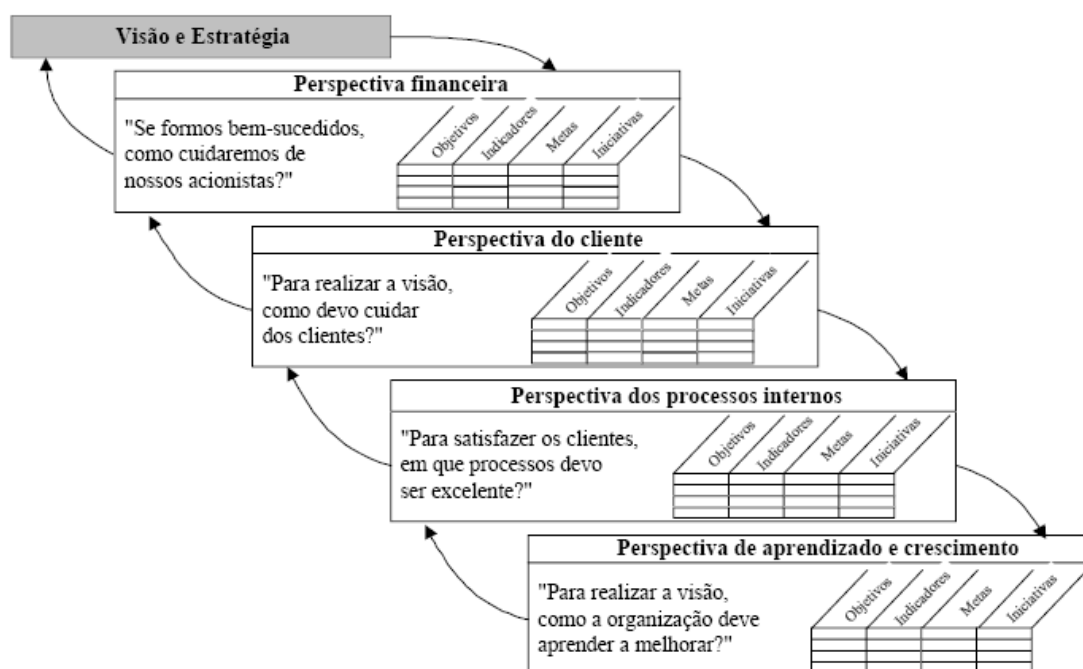 Visão e Estratégia
Perspectiva financeira
"Se formos bem-sucedidos,
como cuidaremos de
nossos acionistas?"
Objetivos
Indicadores
Metas
Iniciativas
Perspectiva do cliente
"Para realizar a visão,
como devo cuidar
dos clientes?"
Objetivos
Indicadores
Metas
Iniciativas
Perspectiva dos processos internos
"Para satisfazer os clientes,
em que processos devo
ser excelente?"
Objetivos
Indicadores
Metas
Iniciativas
Perspectiva de aprendizado e crescimento
"Para realizar a visão,
como a organização deve
aprender a melhorar?"
Objetivos
Indicadores
Metas
Iniciativas